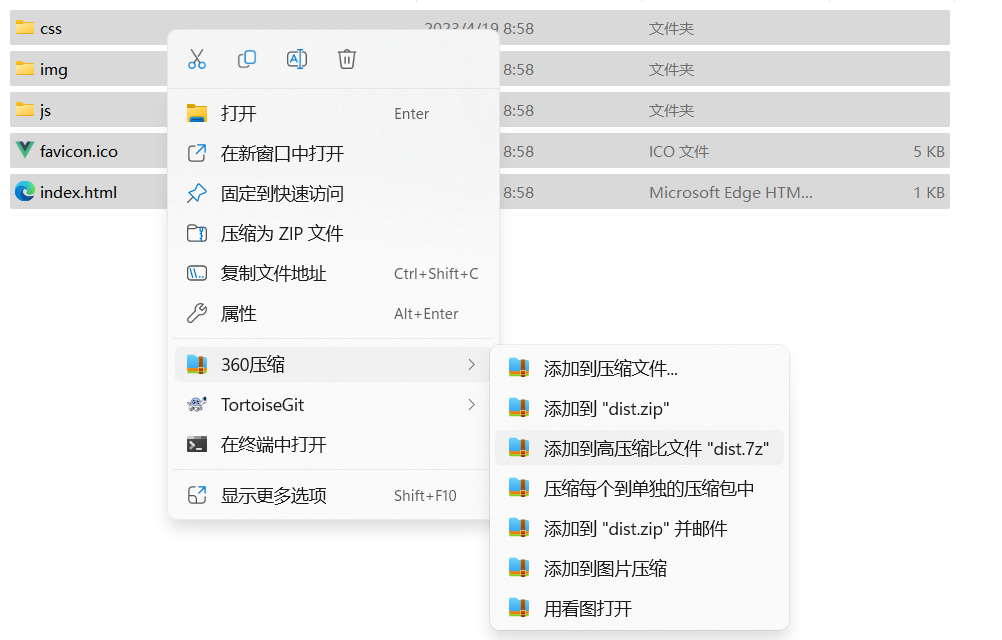 css 2023/4/19 8:58 文件夹
img 8:58 文件夹
js 8:58 文件夹
favicon.ico 8:58 ICO 文件 5 KB
index.html 8:58 Microsoft Edge HTM... 1 KB
打开 Enter
在新窗口中打开
固定到快速访问
压缩为 ZIP 文件
复制文件地址 Ctrl+Shift+C
属性 Alt+Enter
360压缩
TortoiseGit
在终端中打开
显示更多选项 Shift+F10
添加到压缩文件...
添加到 "dist.zip"
添加到高压缩比文件 "dist.7z"
压缩每个到单独的压缩包中
添加到 "dist.zip" 并邮件
添加到图片压缩
用看图打开